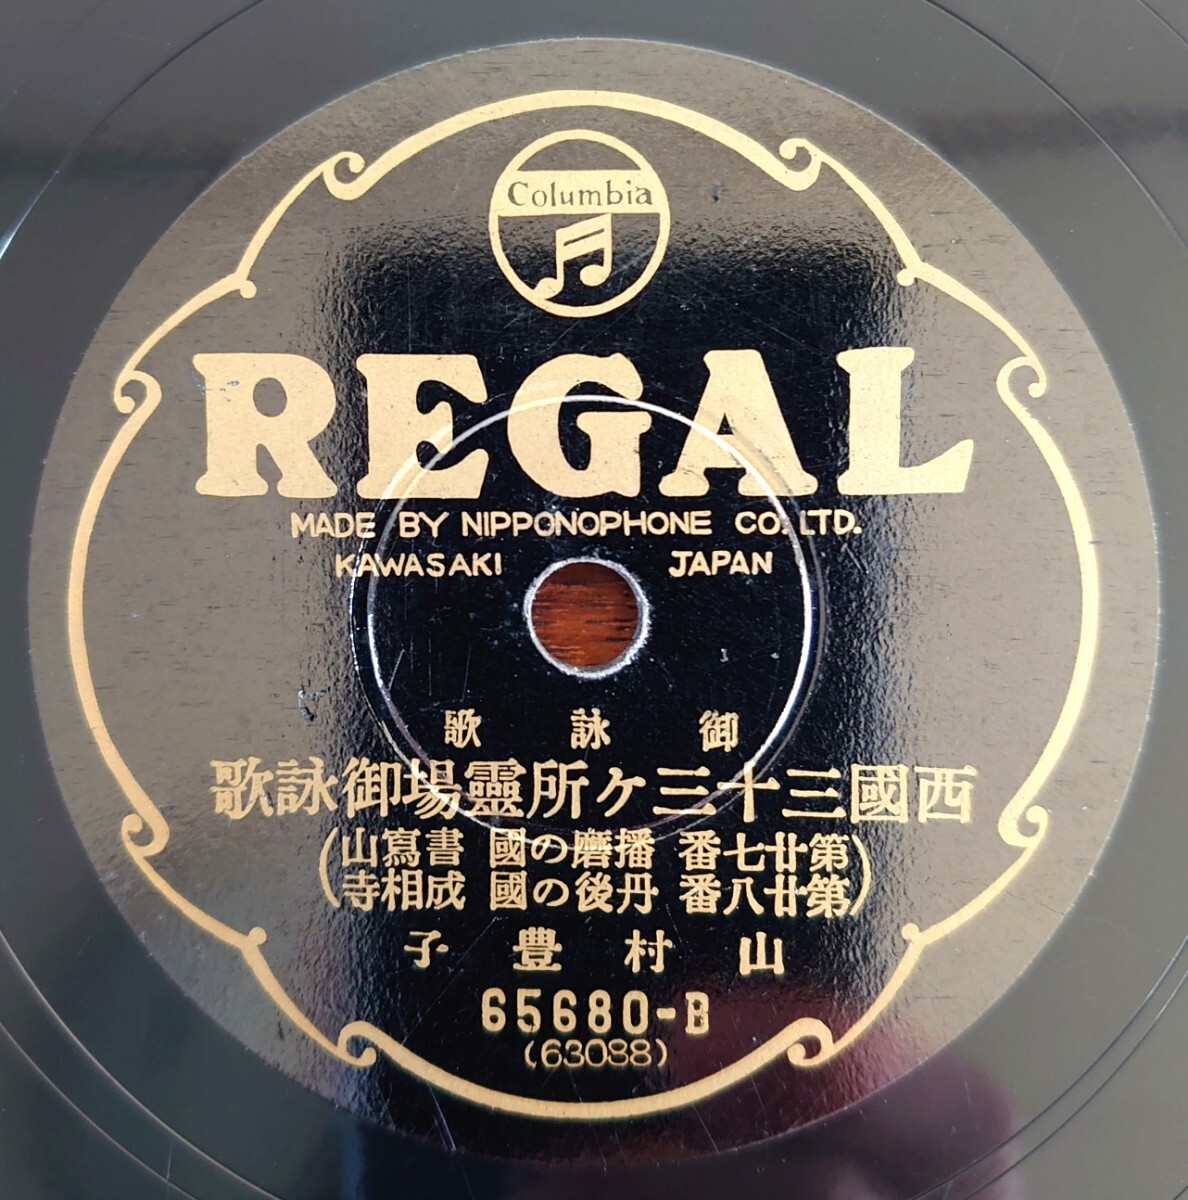 Columbia
REGAL
MADE BY NIPPONOPHONE CO. LTD.
KAWASAKI JAPAN
御詠歌
西國三十三ヶ所靈場御詠歌
(第廿七番 播磨の國 書寫山
第廿八番 丹後の國 成相寺)
山村豊子
65680-B
(63088)